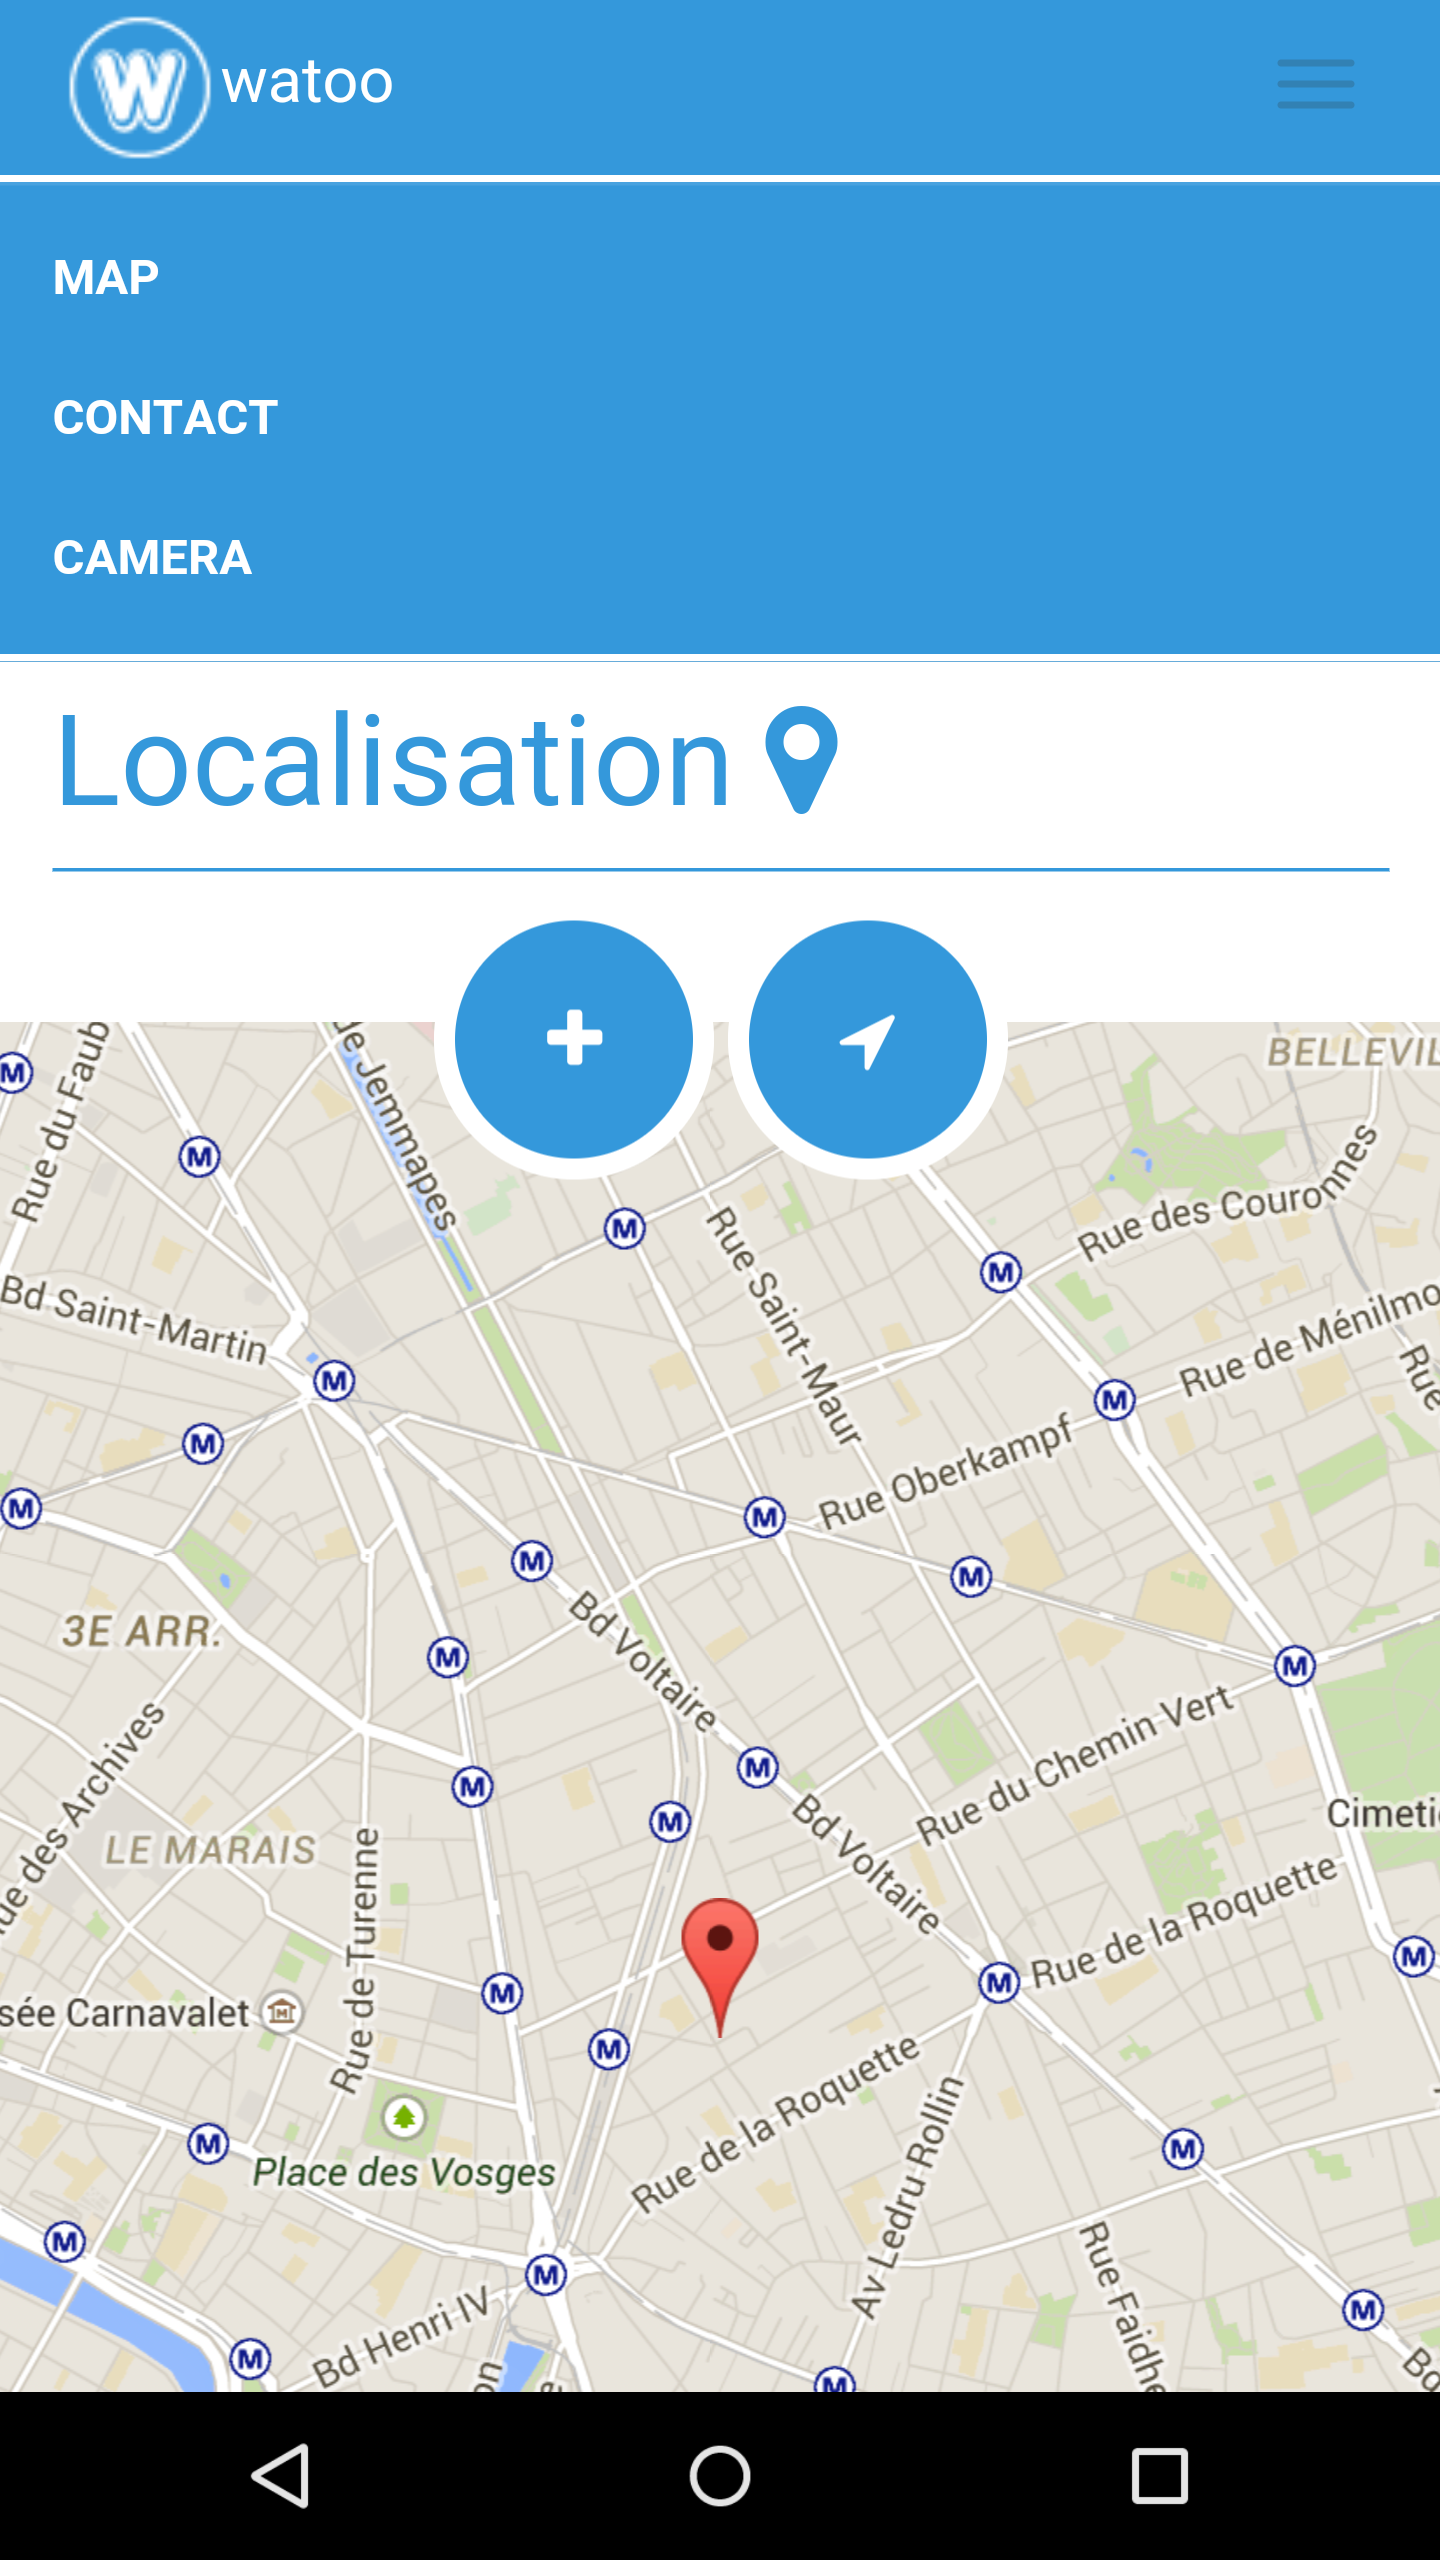 W watoo
MAP
CONTACT
CAMERA
Localisation
Rue du Faub
de Jemmapes
BELLEVIL
Rue des Couronnes
Bd Saint-Martin
Rue Saint-Maur
Rue de Ménilmo
Rue
Rue Oberkampf
3E ARR.
Bd Voltaire
Rue du Chemin Vert
ue des Archives
LE MARAIS
Rue de Turenne
Bd Voltaire
Cimeti
Rue de la Roquette
sée Carnavalet
Place des Vosges
Rue de la Roquette
Av Ledru Rollin
Rue Faidhe
Bd Henri IV
on
Bd